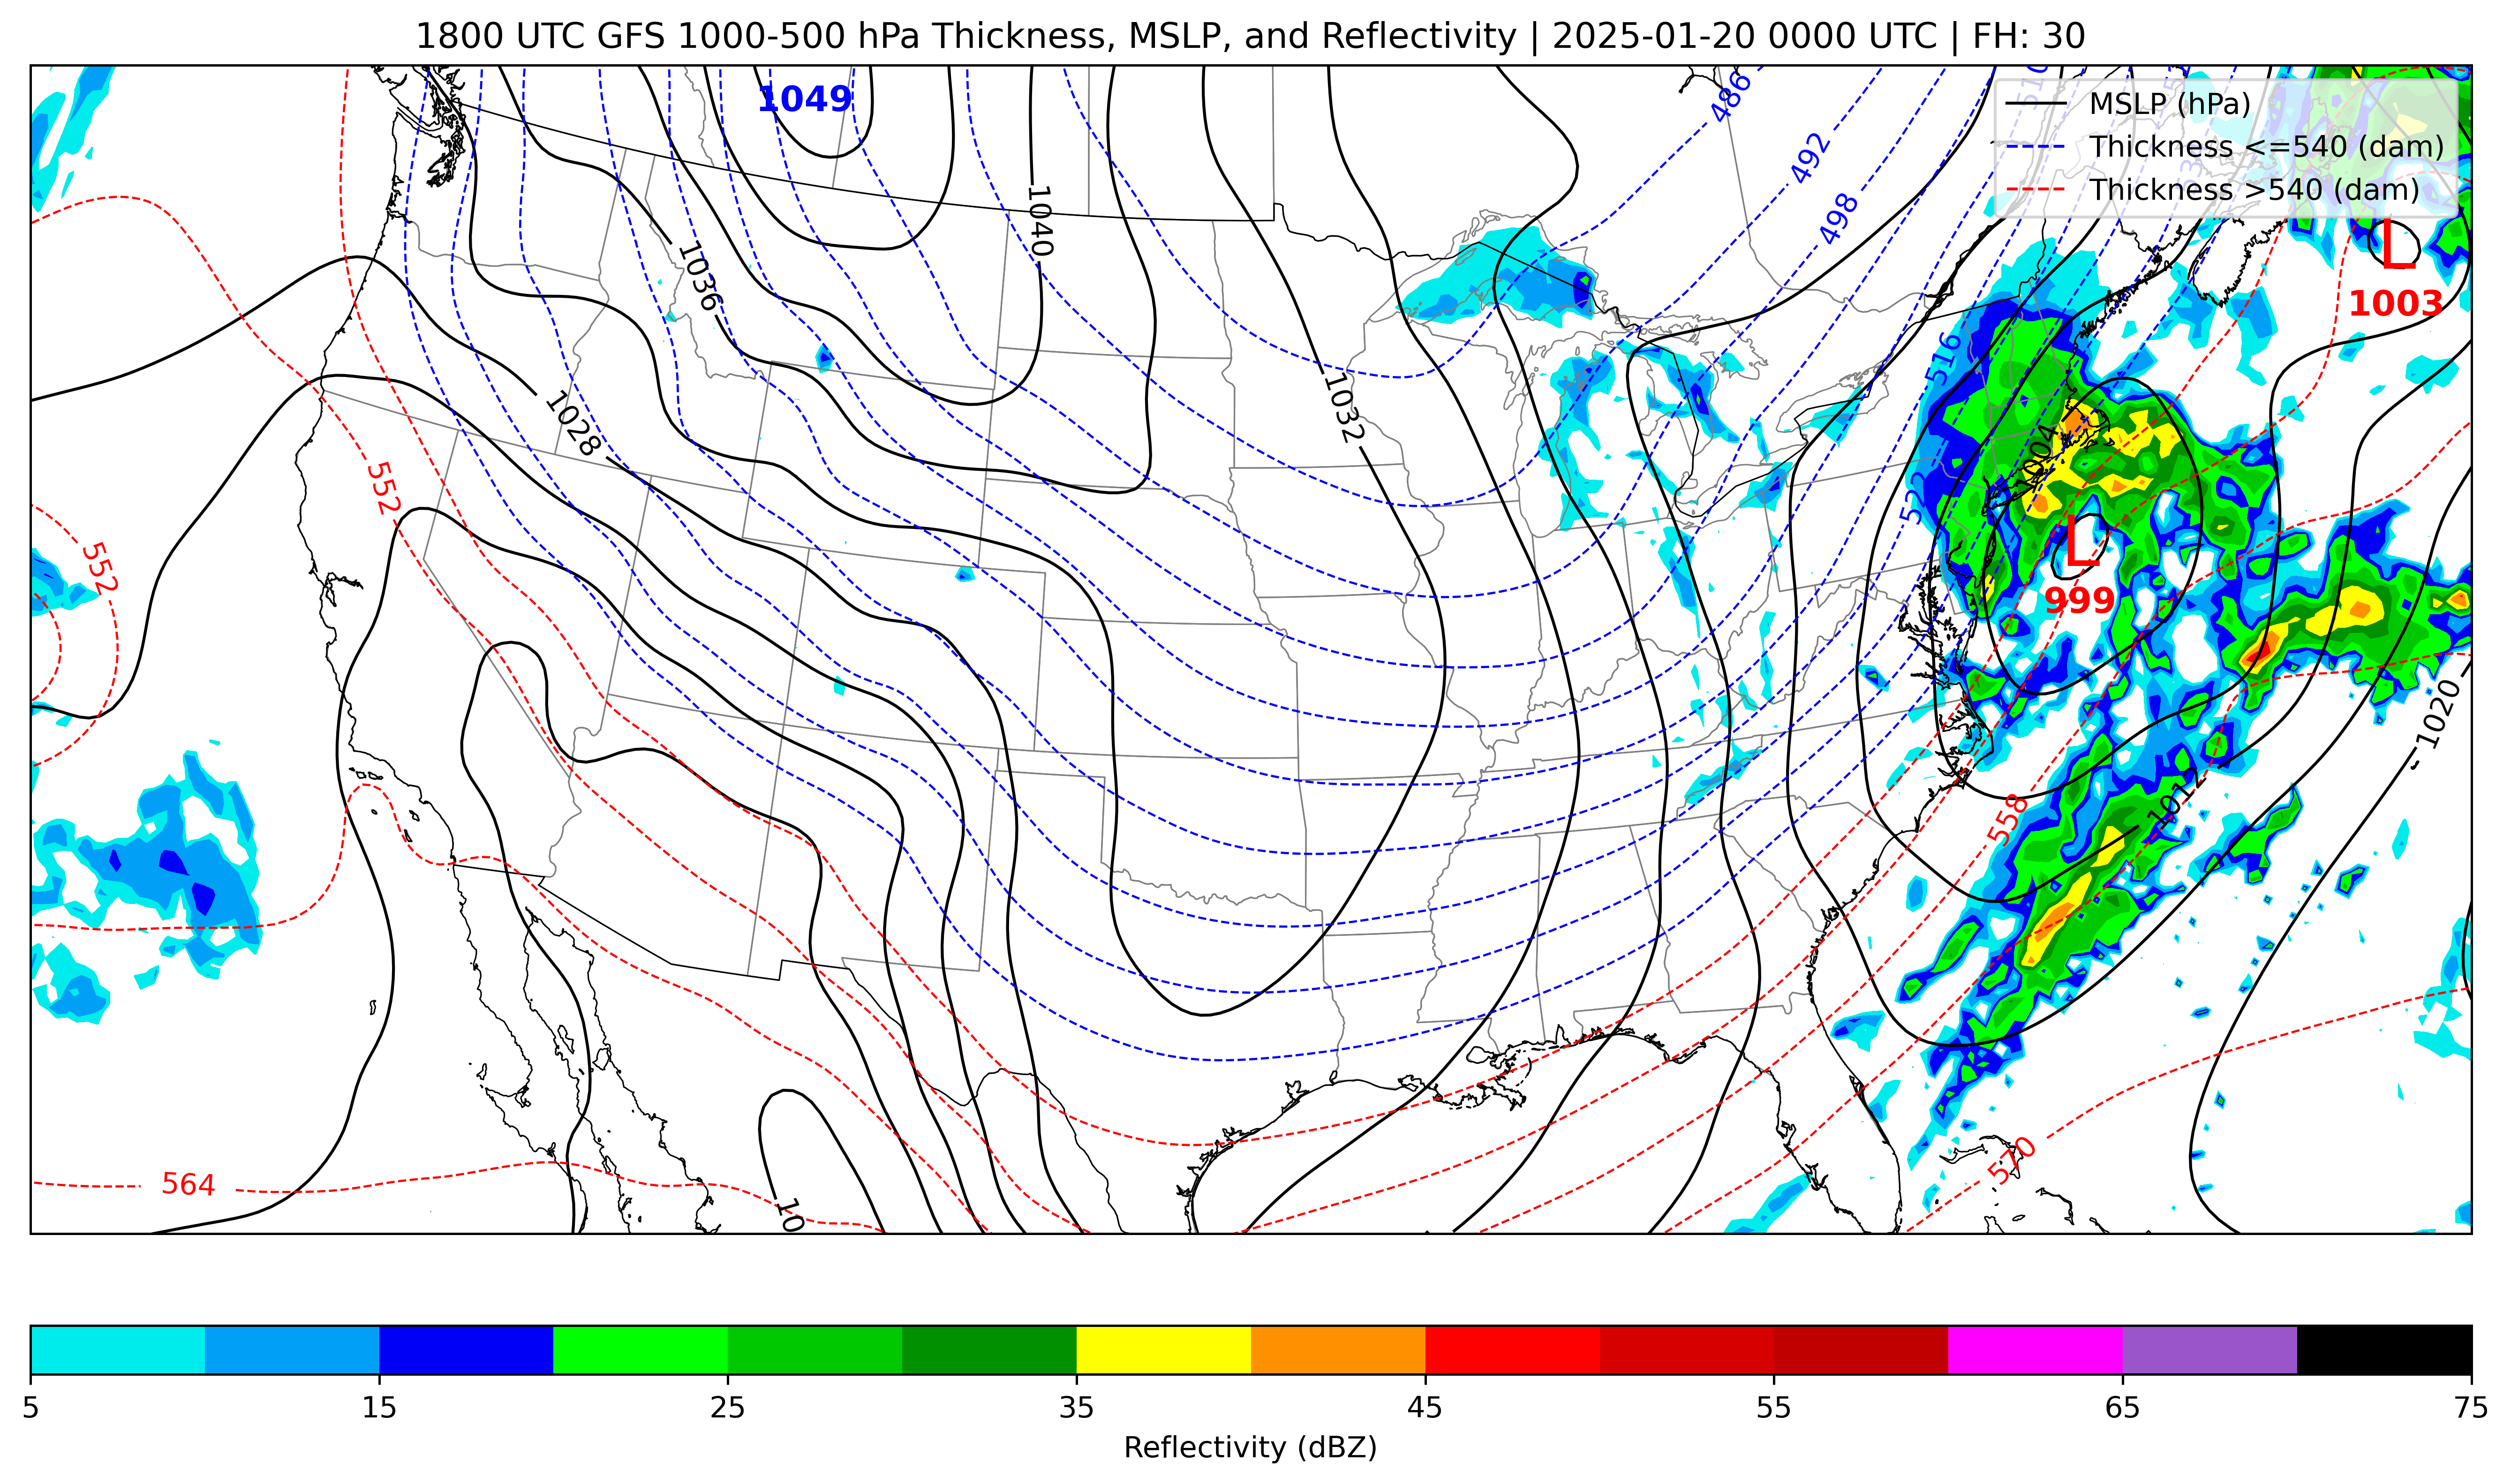 1800 UTC GFS 1000-500 hPa Thickness, MSLP, and Reflectivity | 2025-01-20 0000 UTC | FH: 30
1049
486
MSLP (hPa)
492
Thickness <=540 (dam)
Thickness >540 (dam)
498
1040
L
1036
1003
516
1032
1028
1004
552
522
L
552
999
1020
1012
558
570
564
10
5 15 25 35 45 55 65 75
Reflectivity (dBZ)